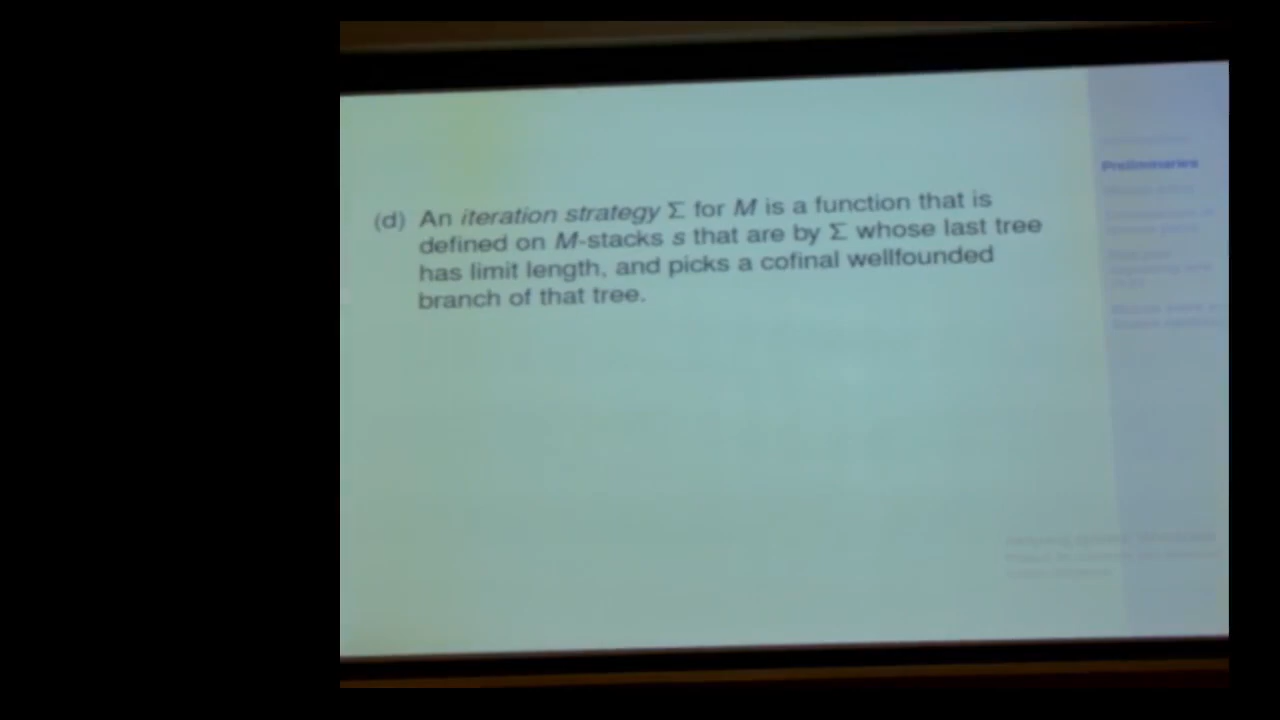 (d) An iteration strategy Σ for M is a function that is
defined on M-stacks s that are by Σ whose last tree
has limit length, and picks a cofinal wellfounded
branch of that tree.
Preliminaries